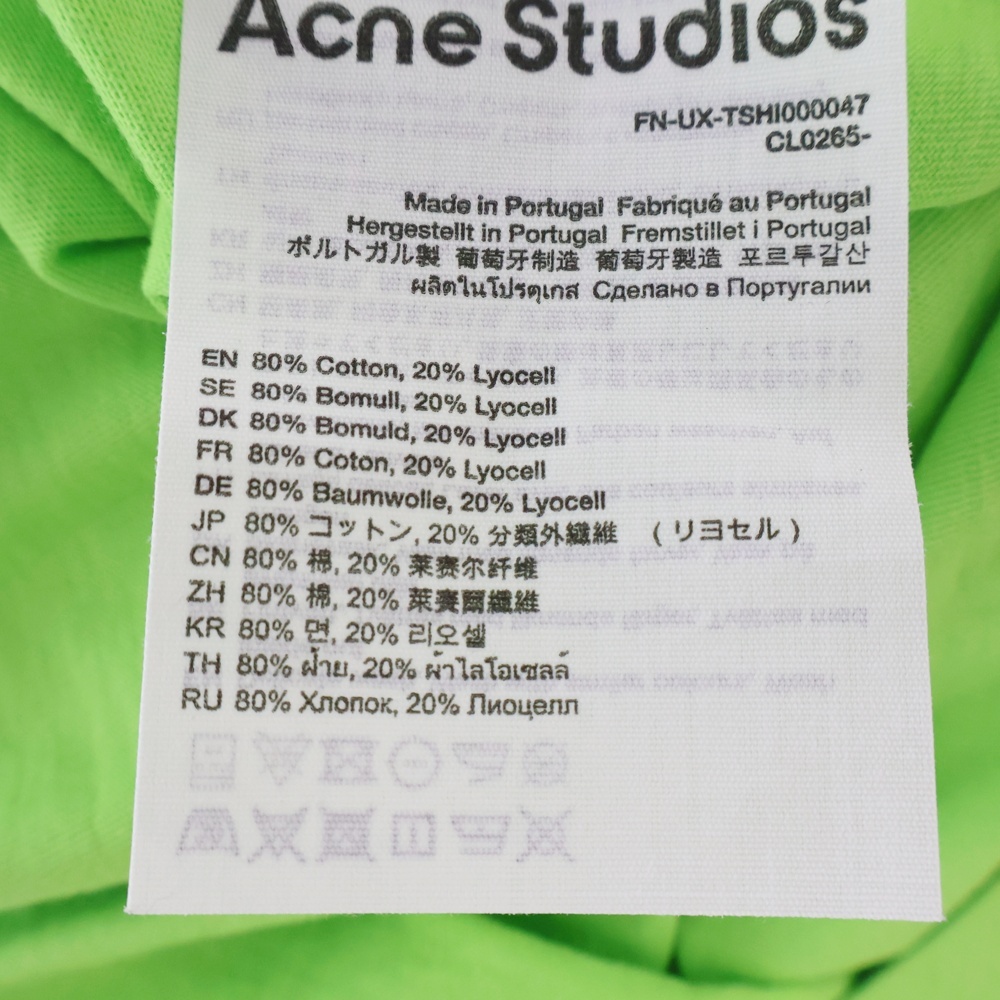 Acne Studios
FN-UX-TSHI000047
CL0265-
Made in Portugal Fabriqué au Portugal
Hergestellt in Portugal Fremstillet i Portugal
ポルトガル製 葡萄牙制造 葡萄牙製造 포르투갈산
ผลิตในโปรตุเกส Сделано в Португалии
EN 80% Cotton, 20% Lyocell
SE 80% Bomull, 20% Lyocell
DK 80% Bomuld, 20% Lyocell
FR 80% Coton, 20% Lyocell
DE 80% Baumwolle, 20% Lyocell
JP 80% コットン, 20% 分類外繊維 （リヨセル）
CN 80% 棉, 20% 莱赛尔纤维
ZH 80% 棉, 20% 萊賽爾纖維
KR 80% 면, 20% 리오셀
TH 80% ฝ้าย, 20% ผ้าไลโอเซลล์
RU 80% Хлопок, 20% Лиоцелл